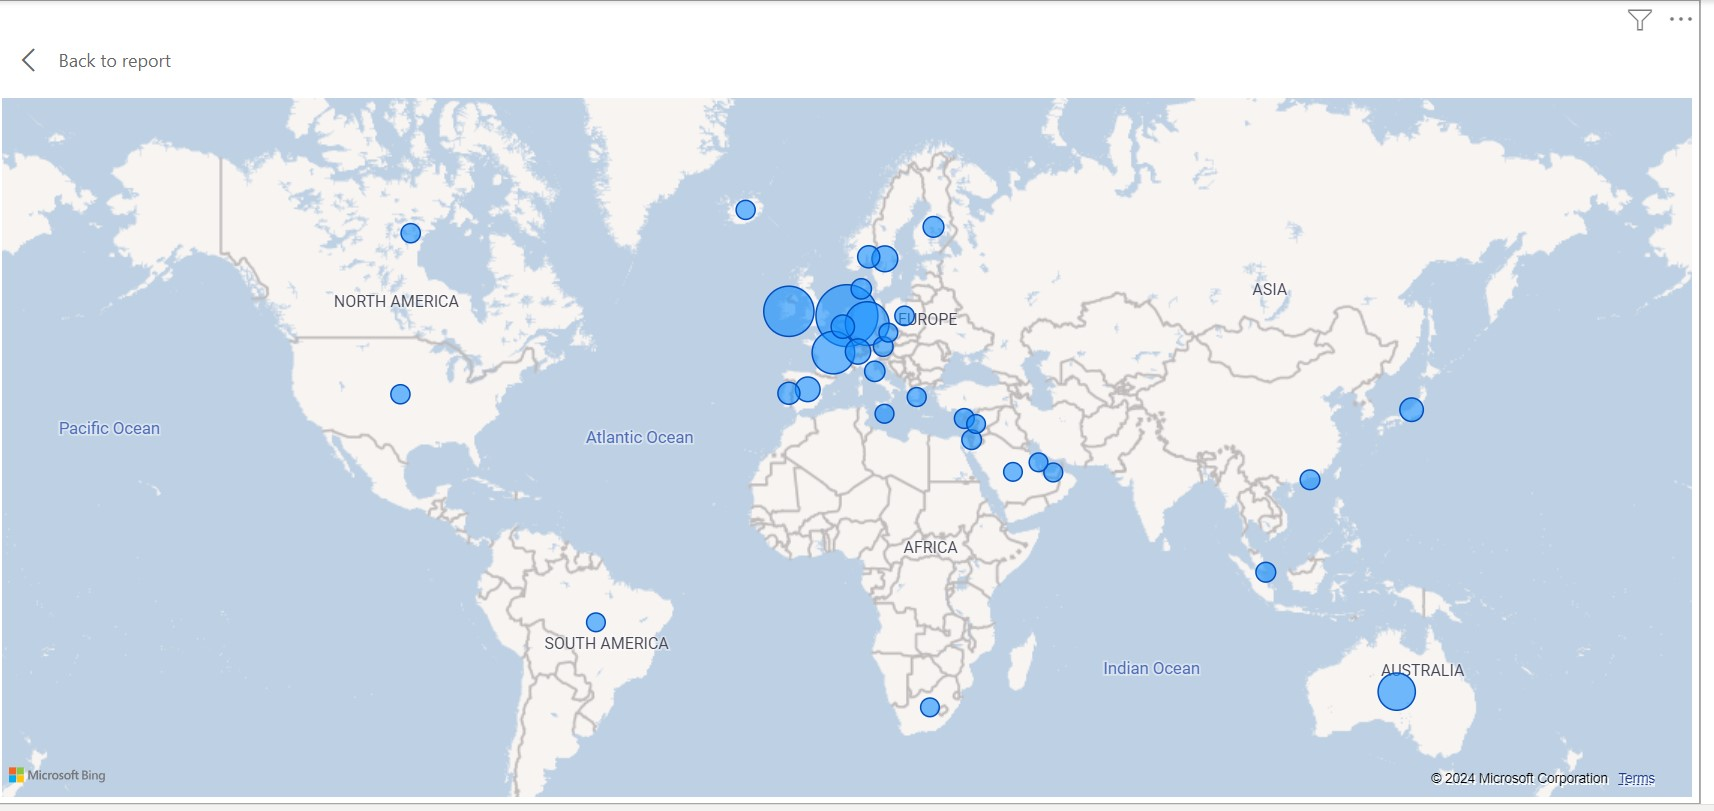 Back to report
NORTH AMERICA
ASIA
EUROPE
Pacific Ocean
Atlantic Ocean
AFRICA
SOUTH AMERICA
Indian Ocean
AUSTRALIA
Microsoft Bing
© 2024 Microsoft Corporation Terms